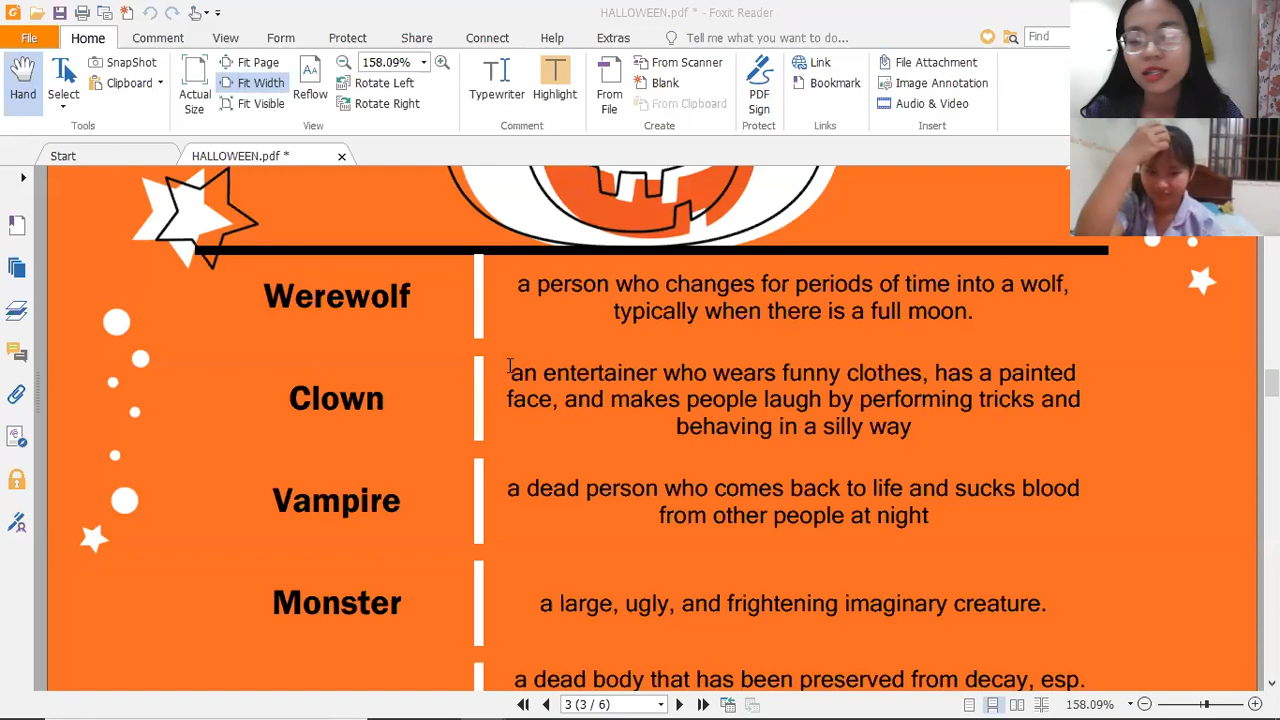 HALLOWEEN.pdf * - Foxit Reader
File Home Comment View Form Protect Share Connect Help Extras Tell me what you want to do... Find
Hand
Select
SnapShot
Clipboard
Tools
Actual Size
Fit Page
Fit Width
Fit Visible
Reflow
158.09%
Rotate Left
Rotate Right
View
Typewriter
Highlight
Comment
From File
From Scanner
Blank
From Clipboard
Create
PDF Sign
Protect
Link
Bookmark
Links
File Attachment
Image Annotation
Audio & Video
Insert
Start HALLOWEEN.pdf *
Werewolf
a person who changes for periods of time into a wolf,
typically when there is a full moon.
Clown
an entertainer who wears funny clothes, has a painted
face, and makes people laugh by performing tricks and
behaving in a silly way
Vampire
a dead person who comes back to life and sucks blood
from other people at night
Monster
a large, ugly, and frightening imaginary creature.
a dead body that has been preserved from decay, esp.
3 (3 / 6) 158.09%